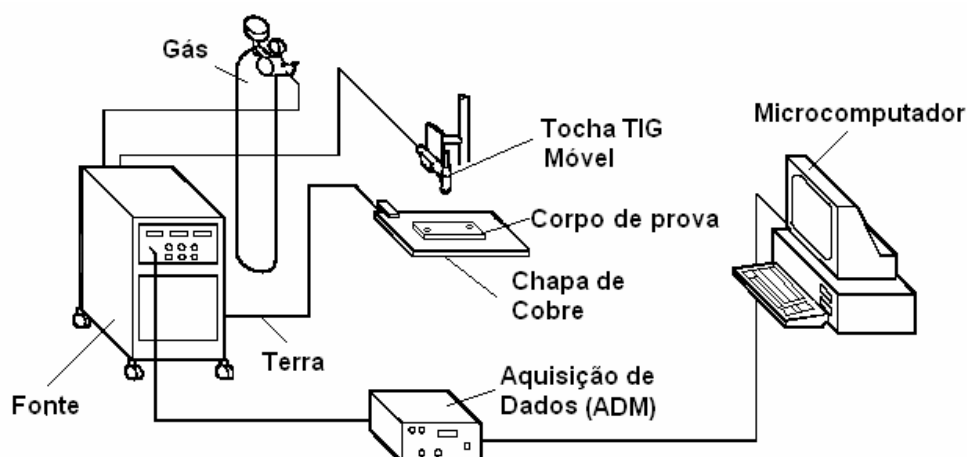 Gás
Microcomputador
Tocha TIG
Móvel
Corpo de prova
Chapa de
Cobre
Terra
Fonte
Aquisição de
Dados (ADM)